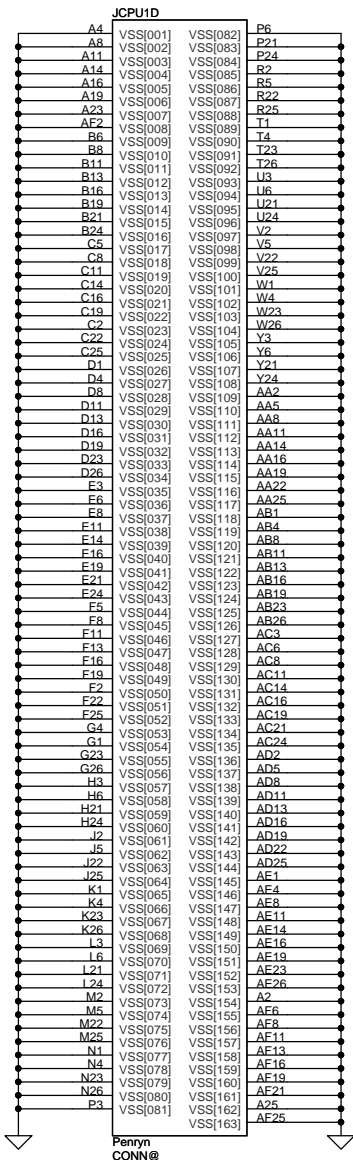 JCPU1D
A4 VSS[001] VSS[082] P6
A8 VSS[002] VSS[083] P21
A11 VSS[003] VSS[084] P24
A14 VSS[004] VSS[085] R2
A16 VSS[005] VSS[086] R5
A19 VSS[006] VSS[087] R22
A23 VSS[007] VSS[088] R25
AF2 VSS[008] VSS[089] T1
B6 VSS[009] VSS[090] T4
B8 VSS[010] VSS[091] T23
B11 VSS[011] VSS[092] T26
B13 VSS[012] VSS[093] U3
B16 VSS[013] VSS[094] U6
B19 VSS[014] VSS[095] U21
B21 VSS[015] VSS[096] U24
B24 VSS[016] VSS[097] V2
C5 VSS[017] VSS[098] V5
C8 VSS[018] VSS[099] V22
C11 VSS[019] VSS[100] V25
C14 VSS[020] VSS[101] W1
C16 VSS[021] VSS[102] W4
C19 VSS[022] VSS[103] W23
C2 VSS[023] VSS[104] W26
C22 VSS[024] VSS[105] Y3
C25 VSS[025] VSS[106] Y6
D1 VSS[026] VSS[107] Y21
D4 VSS[027] VSS[108] Y24
D8 VSS[028] VSS[109] AA2
D11 VSS[029] VSS[110] AA5
D13 VSS[030] VSS[111] AA8
D16 VSS[031] VSS[112] AA11
D19 VSS[032] VSS[113] AA14
D23 VSS[033] VSS[114] AA16
D26 VSS[034] VSS[115] AA19
E3 VSS[035] VSS[116] AA22
E6 VSS[036] VSS[117] AA25
E8 VSS[037] VSS[118] AB1
E11 VSS[038] VSS[119] AB4
E14 VSS[039] VSS[120] AB8
E16 VSS[040] VSS[121] AB11
E19 VSS[041] VSS[122] AB13
E21 VSS[042] VSS[123] AB16
E24 VSS[043] VSS[124] AB19
F5 VSS[044] VSS[125] AB23
F8 VSS[045] VSS[126] AB26
F11 VSS[046] VSS[127] AC3
F13 VSS[047] VSS[128] AC6
F16 VSS[048] VSS[129] AC8
F19 VSS[049] VSS[130] AC11
F2 VSS[050] VSS[131] AC14
F22 VSS[051] VSS[132] AC16
F25 VSS[052] VSS[133] AC19
G4 VSS[053] VSS[134] AC21
G1 VSS[054] VSS[135] AC24
G23 VSS[055] VSS[136] AD2
G26 VSS[056] VSS[137] AD5
H3 VSS[057] VSS[138] AD8
H6 VSS[058] VSS[139] AD11
H21 VSS[059] VSS[140] AD13
H24 VSS[060] VSS[141] AD16
J2 VSS[061] VSS[142] AD19
J5 VSS[062] VSS[143] AD22
J22 VSS[063] VSS[144] AD25
J25 VSS[064] VSS[145] AE1
K1 VSS[065] VSS[146] AE4
K4 VSS[066] VSS[147] AE8
K23 VSS[067] VSS[148] AE11
K26 VSS[068] VSS[149] AE14
L3 VSS[069] VSS[150] AE16
L6 VSS[070] VSS[151] AE19
L21 VSS[071] VSS[152] AE23
L24 VSS[072] VSS[153] AE26
M2 VSS[073] VSS[154] A2
M5 VSS[074] VSS[155] AF6
M22 VSS[075] VSS[156] AF8
M25 VSS[076] VSS[157] AF11
N1 VSS[077] VSS[158] AF13
N4 VSS[078] VSS[159] AF16
N23 VSS[079] VSS[160] AF19
N26 VSS[080] VSS[161] AF21
P3 VSS[081] VSS[162] A25
VSS[163] AF25
Penryn
CONN@